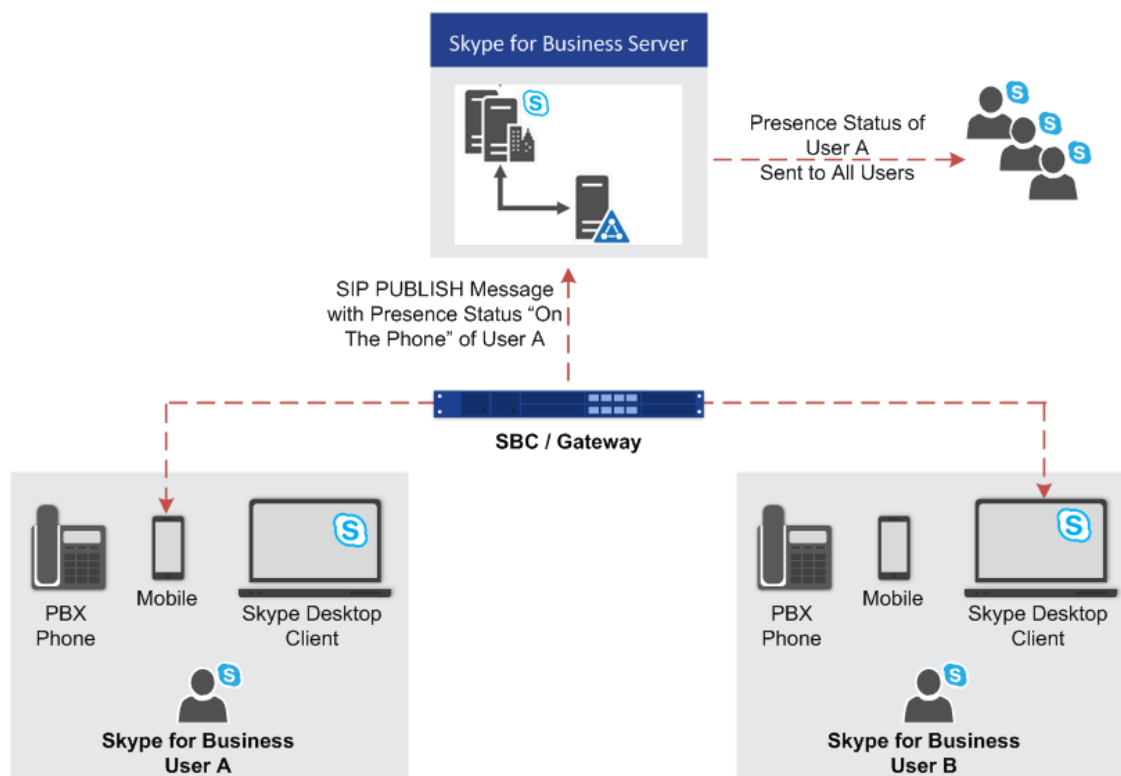 Skype for Business Server
Presence Status of
User A
Sent to All Users
SIP PUBLISH Message
with Presence Status “On
The Phone” of User A
SBC / Gateway
PBX
Phone
Mobile
Skype Desktop
Client
Skype for Business
User A
PBX
Phone
Mobile
Skype Desktop
Client
Skype for Business
User B